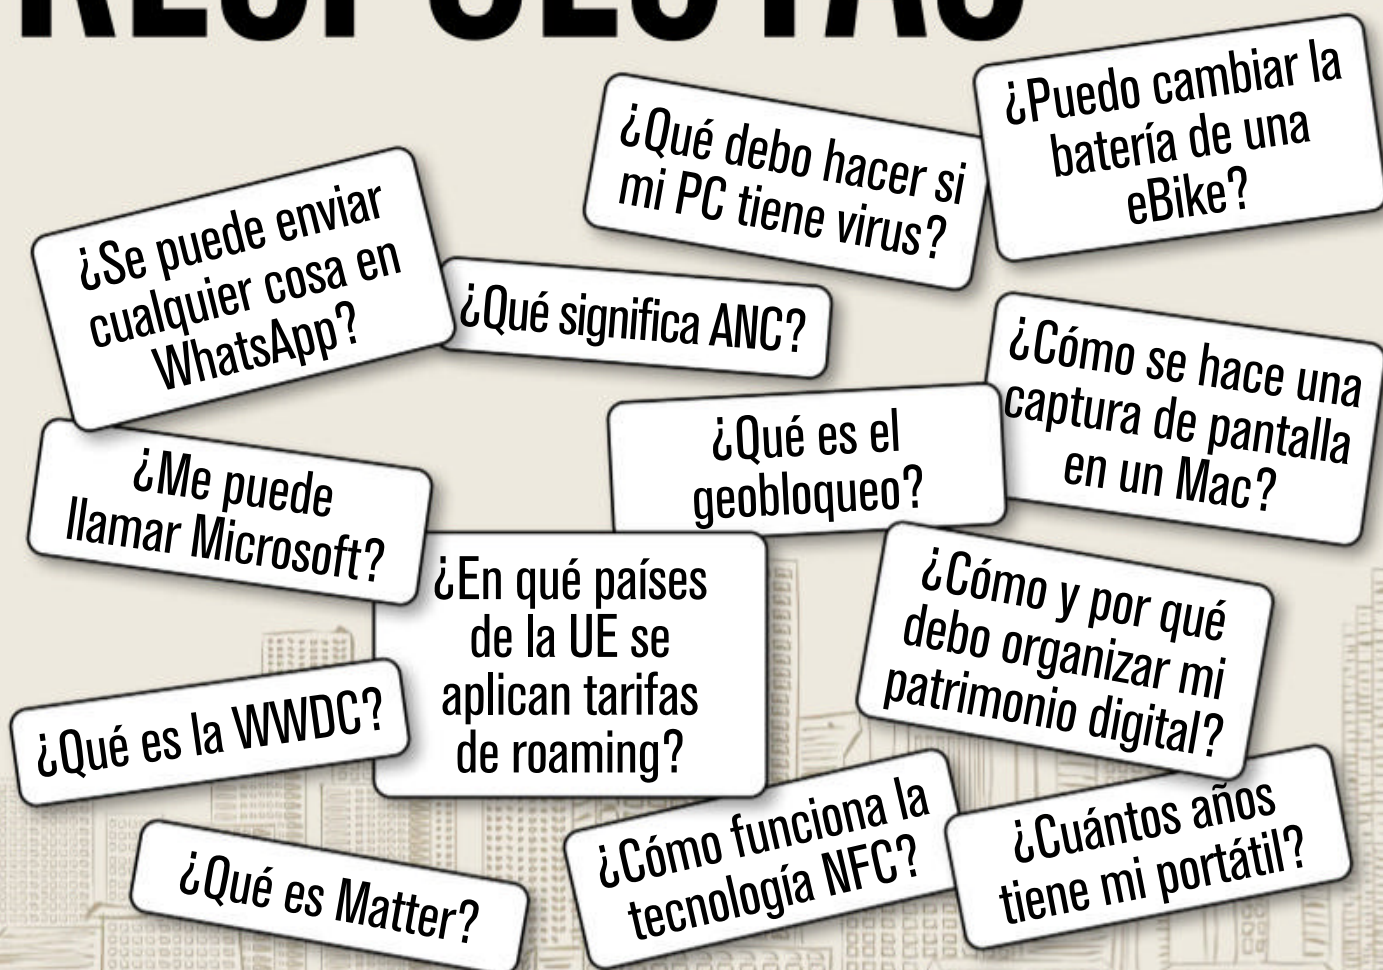 RESPUESTAS
¿Puedo cambiar la
batería de una
eBike?
¿Qué debo hacer si
mi PC tiene virus?
¿Se puede enviar
cualquier cosa en
WhatsApp?
¿Qué significa ANC?
¿Cómo se hace una
captura de pantalla
en un Mac?
¿Qué es el
geobloqueo?
¿Me puede
llamar Microsoft?
¿En qué países
de la UE se
aplican tarifas
de roaming?
¿Cómo y por qué
debo organizar mi
patrimonio digital?
¿Qué es la WWDC?
¿Cómo funciona la
tecnología NFC?
¿Cuántos años
tiene mi portátil?
¿Qué es Matter?